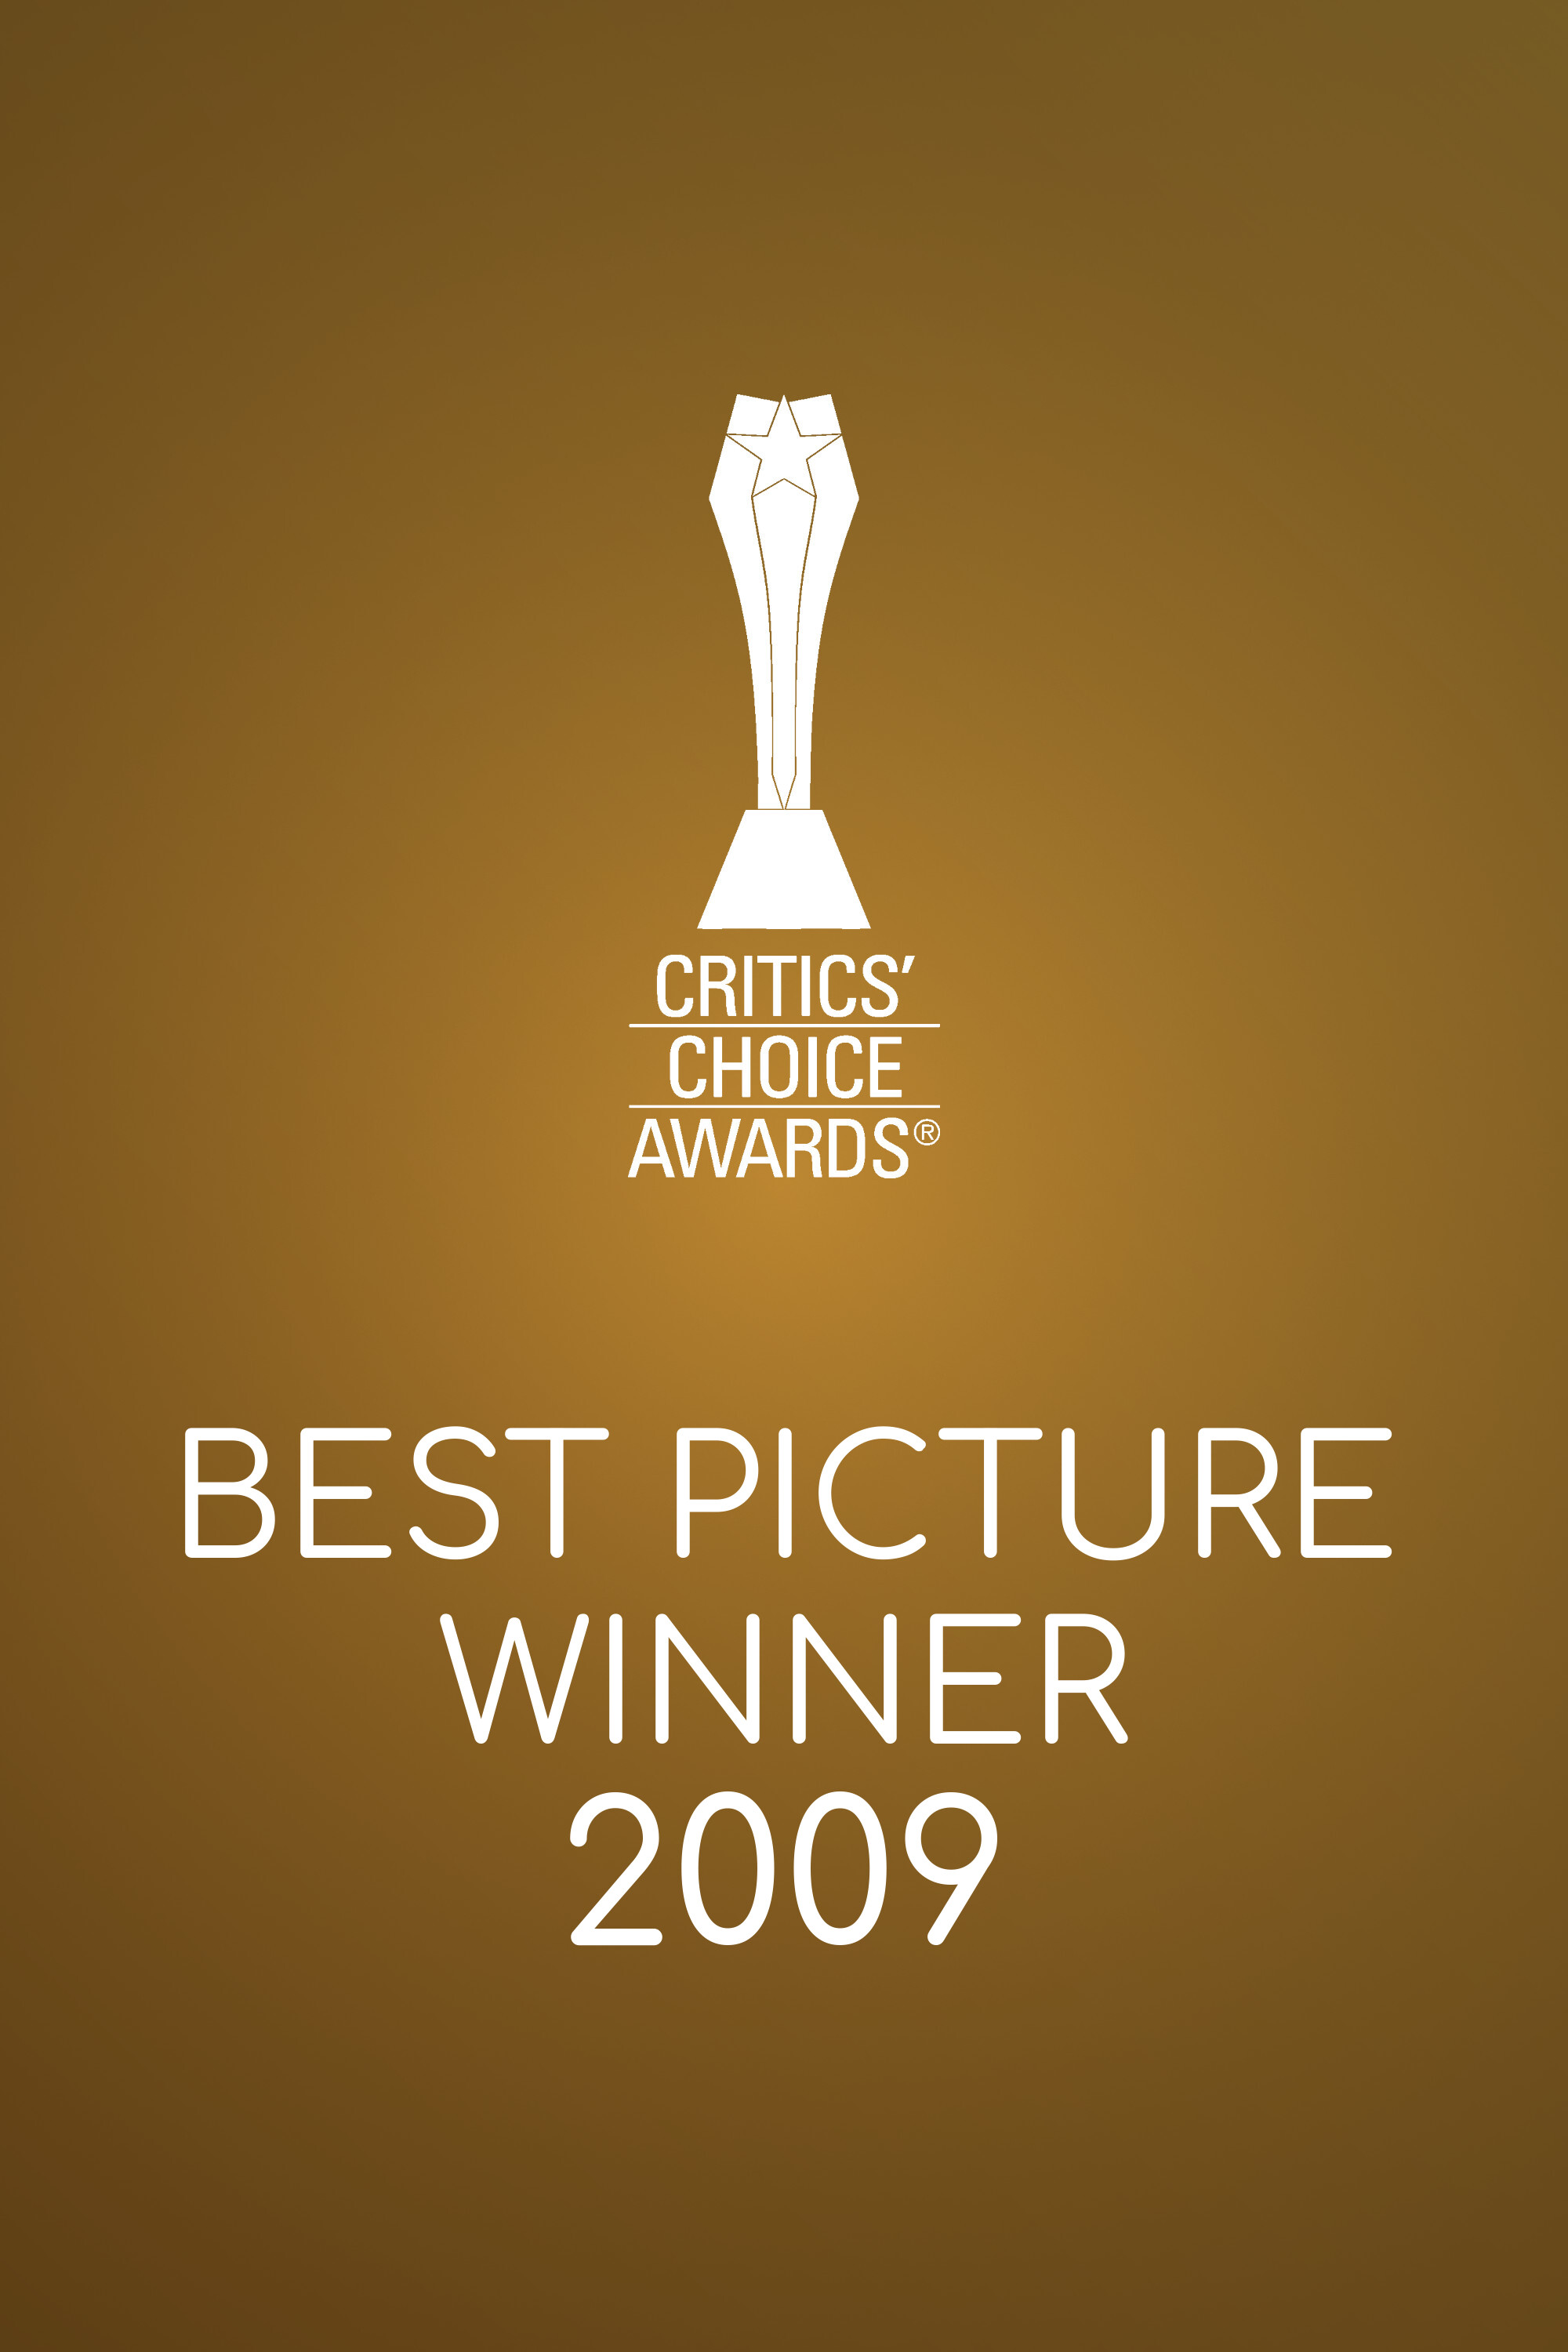 CRITICS'
CHOICE
AWARDS®
BEST PICTURE
WINNER
2009